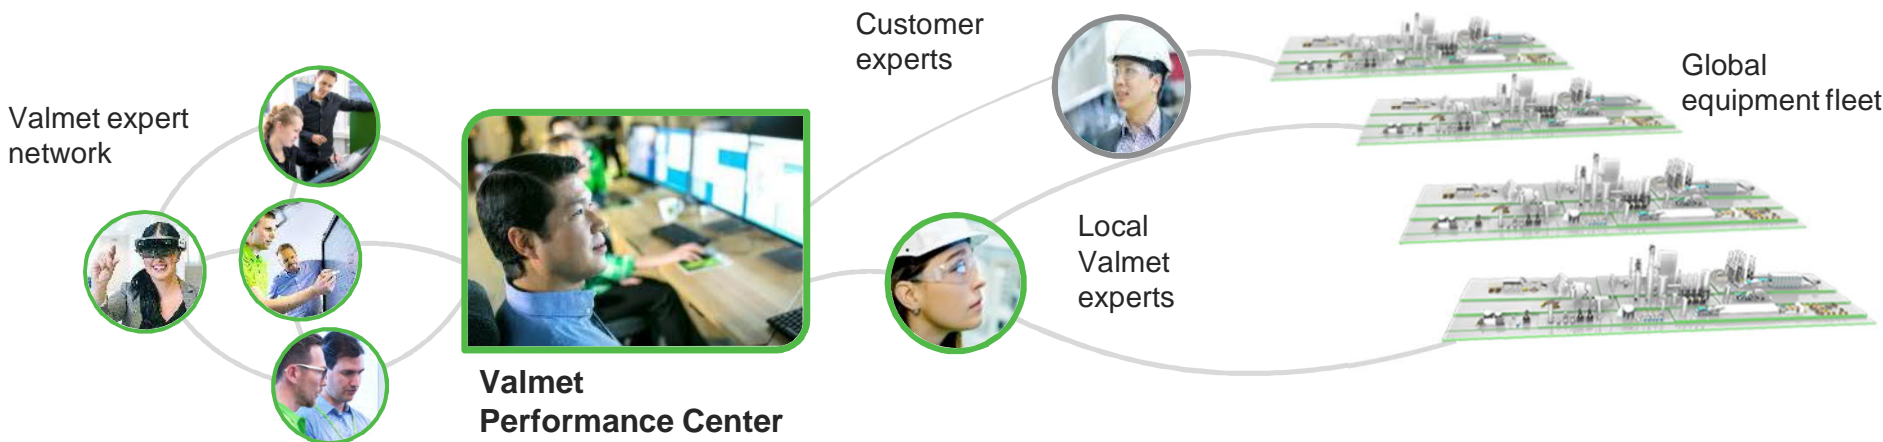 Valmet expert
network
Valmet
Performance Center
Customer
experts
Local
Valmet
experts
Global
equipment fleet